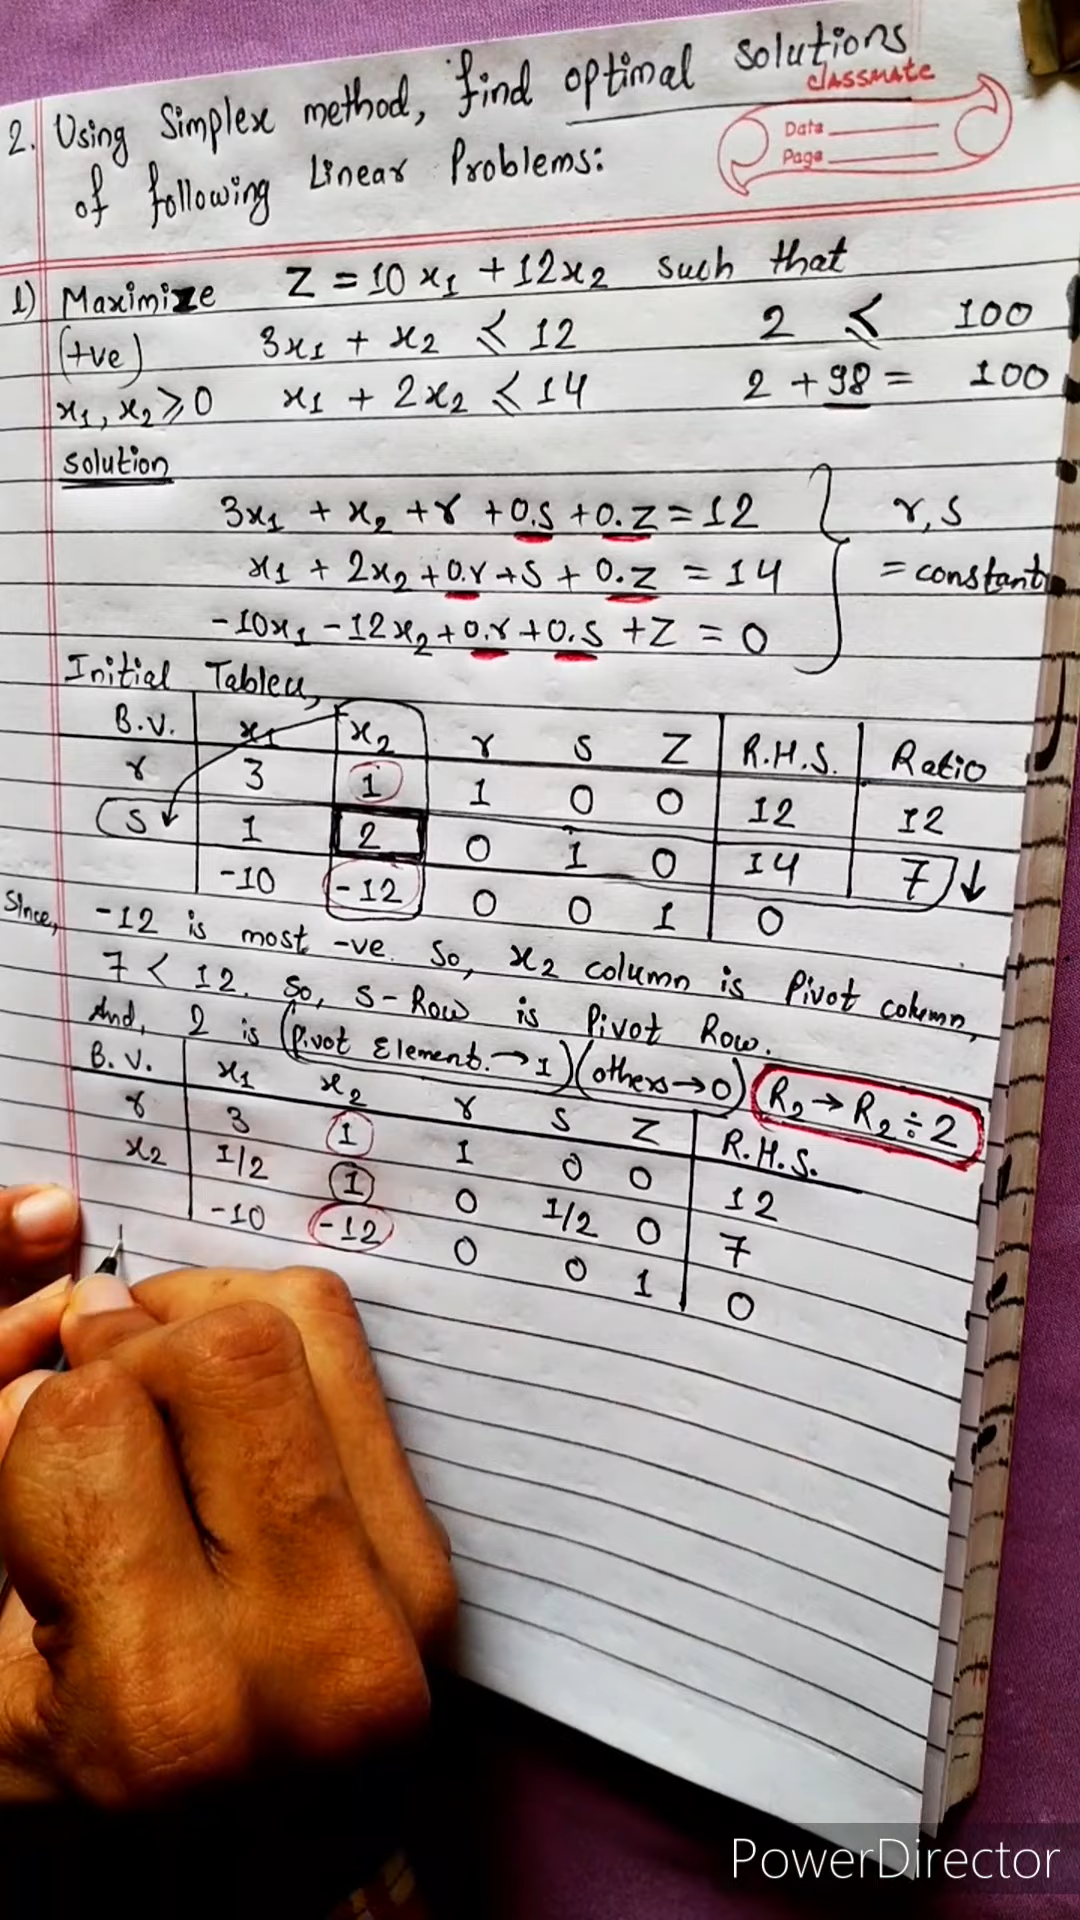 2. Using Simplex method, find optimal solutions
classmate
Date
Page
of following Linear Problems:
1) Maximize Z = 10x₁ + 12x₂ such that
(+ve) 3x₁ + x₂ ≤ 12 2 ≤ 100
x₁, x₂ ≥ 0 x₁ + 2x₂ ≤ 14 2 + 98 = 100
Solution
3x₁ + x₂ + r + 0.s + 0.z = 12 r, s
x₁ + 2x₂ + 0.r + s + 0.z = 14 = constant
-10x₁ - 12x₂ + 0.r + 0.s + z = 0
Initial Tableu,
B.V. x₁ x₂ r s z R.H.S. Ratio
r 3 1 1 0 0 12 12
s 1 2 0 1 0 14 7 ↓
-10 -12 0 0 1 0
Since, -12 is most -ve. So, x₂ column is Pivot column,
7 < 12. So, s-Row is Pivot Row.
And, 2 is (Pivot Element. → 1) (others → 0) R₂ → R₂ ÷ 2
B.V. x₁ x₂ r s z R.H.S.
r 3 1 1 0 0 12
x₂ 1/2 1 0 1/2 0 7
-10 -12 0 0 1 0
PowerDirector